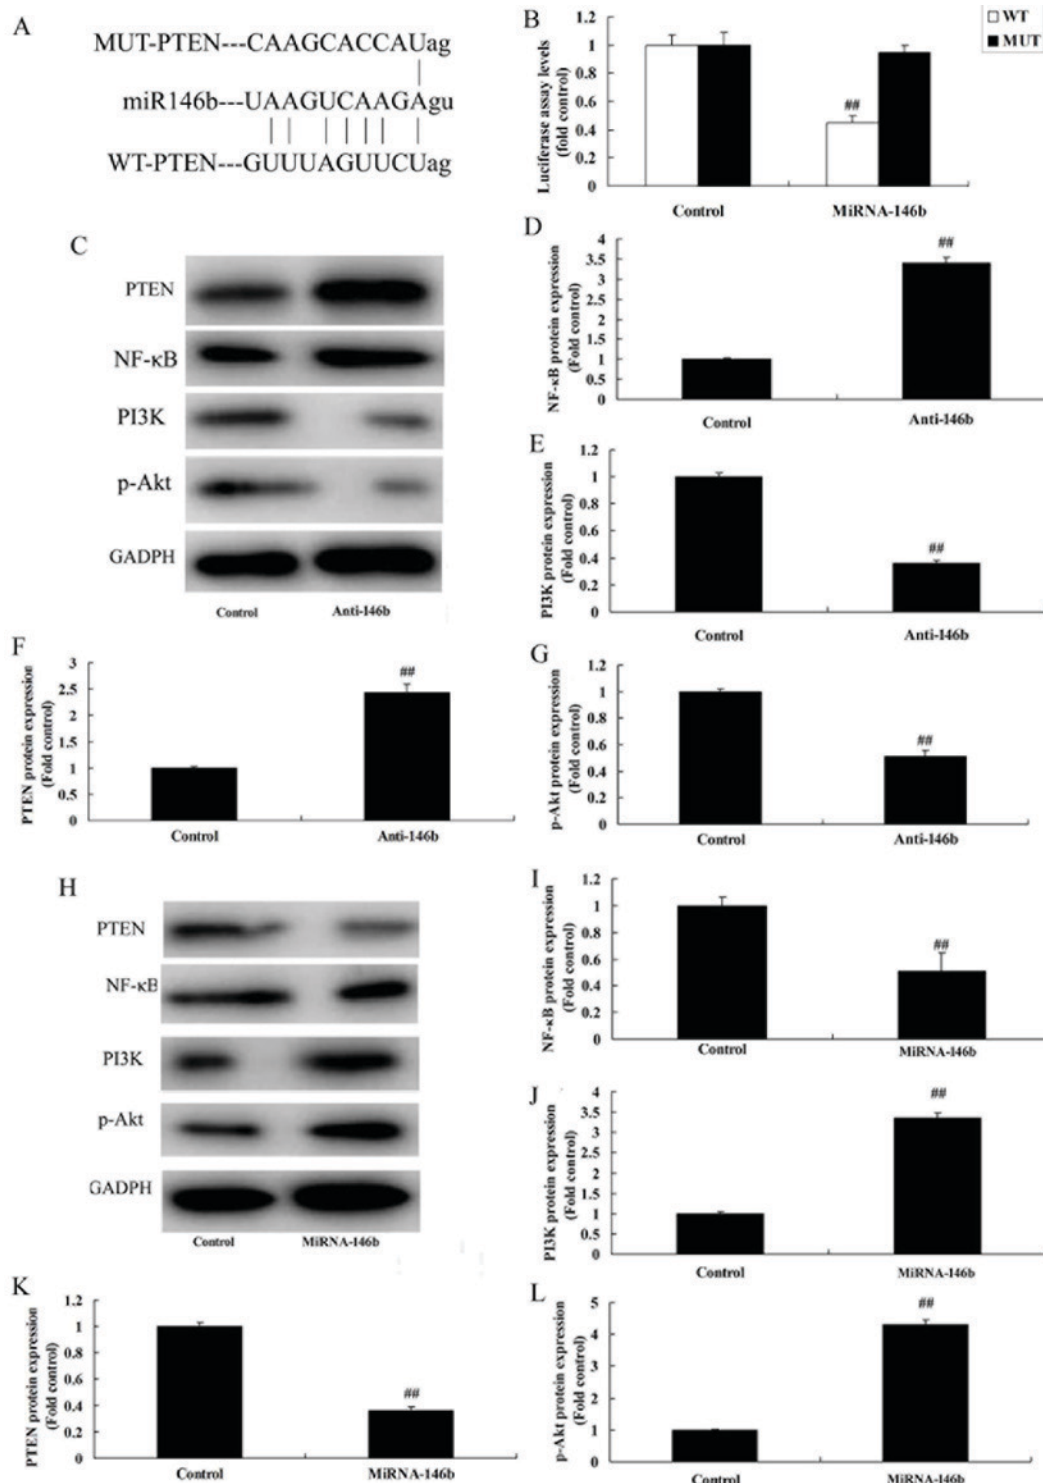 A
MUT-PTEN---CAAGCACCAUag
miR146b---UAAGUCAAGAgu
WT-PTEN---GUUUAGUUCUag
B
WT
MUT
Luciferase assay levels
(fold control)
1.2
1
0.8
0.6
0.4
0.2
0
##
Control
MiRNA-146b
C
PTEN
NF-κB
PI3K
p-Akt
GADPH
Control
Anti-146b
D
NF-κB protein expression
(Fold control)
4
3.5
3
2.5
2
1.5
1
0.5
0
##
Control
Anti-146b
E
PI3K protein expression
(Fold control)
1.2
1
0.8
0.6
0.4
0.2
0
##
Control
Anti-146b
F
PTEN protein expression
(Fold control)
3
2.5
2
1.5
1
0.5
0
##
Control
Anti-146b
G
p-Akt protein expression
(Fold control)
1.2
1
0.8
0.6
0.4
0.2
0
##
Control
Anti-146b
H
PTEN
NF-κB
PI3K
p-Akt
GADPH
Control
MiRNA-146b
I
NF-κB protein expression
(Fold control)
1.2
1
0.8
0.6
0.4
0.2
0
##
Control
MiRNA-146b
J
PI3K protein expression
(Fold control)
4
3.5
3
2.5
2
1.5
1
0.5
0
##
Control
MiRNA-146b
K
PTEN protein expression
(Fold control)
1.2
1
0.8
0.6
0.4
0.2
0
##
Control
MiRNA-146b
L
p-Akt protein expression
(Fold control)
5
4
3
2
1
0
##
Control
MiRNA-146b